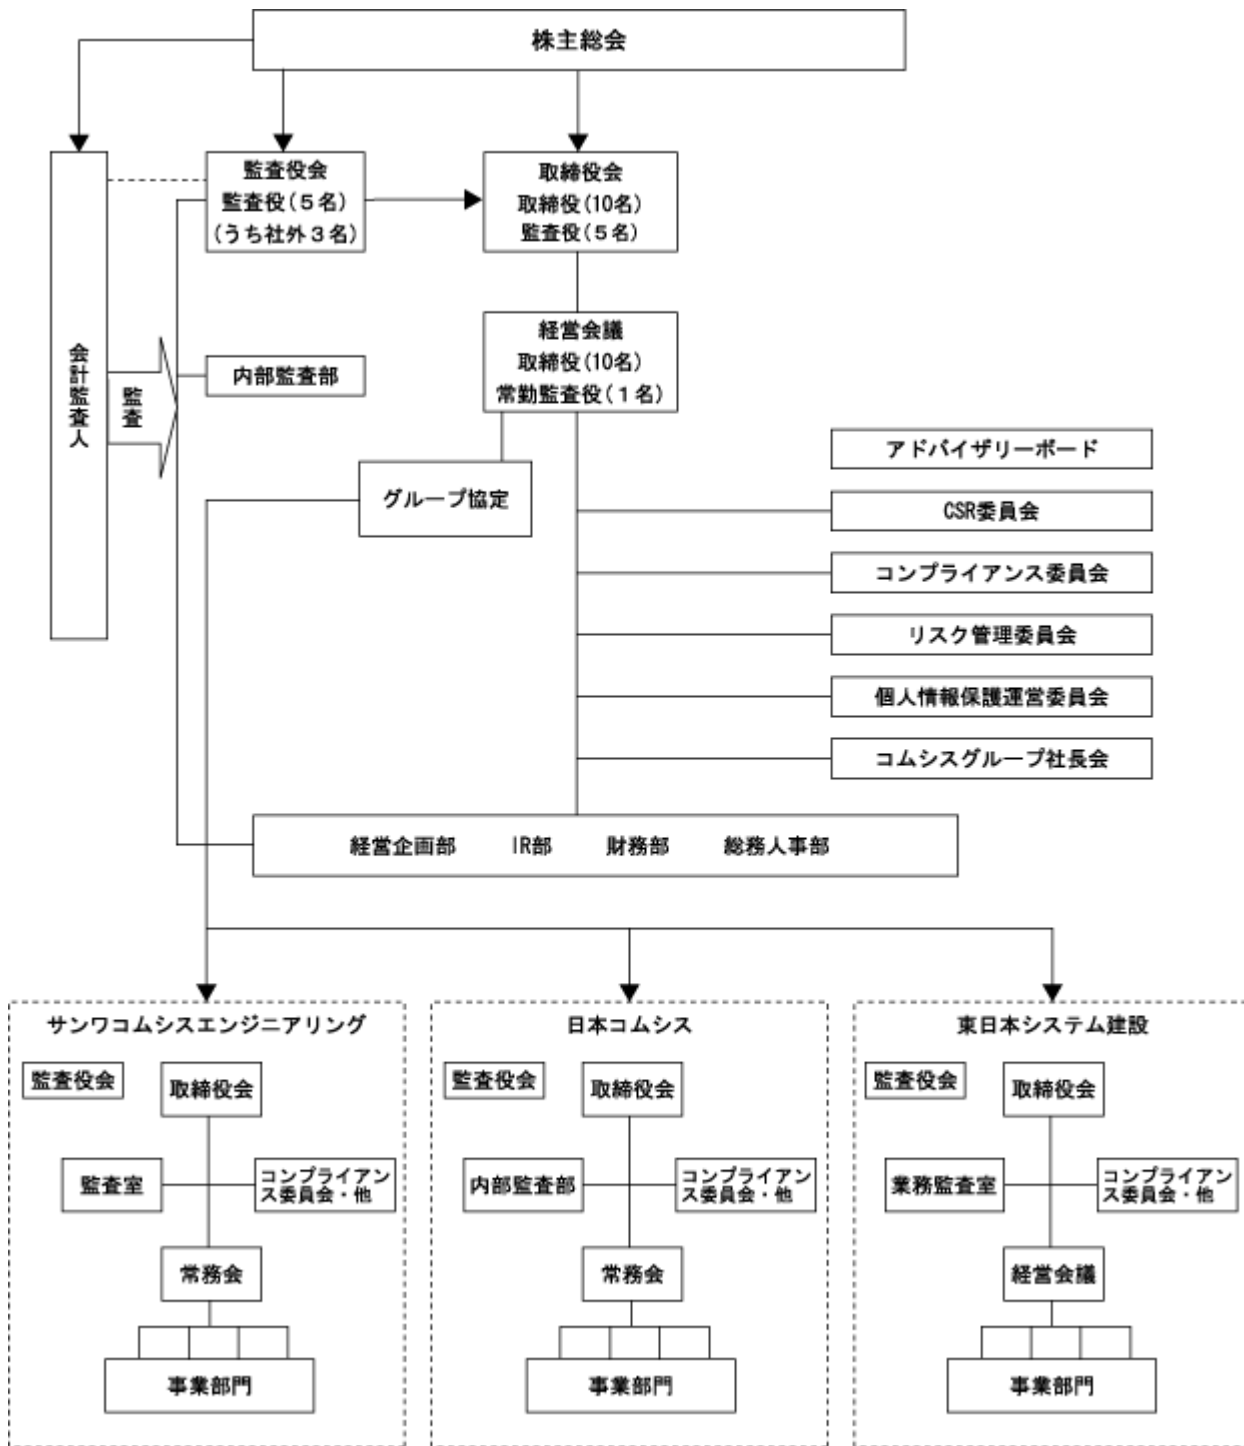 株主総会
監査役会
監査役(５名)
(うち社外３名)
取締役会
取締役(10名)
監査役(５名)
会計監査人
監査
内部監査部
経営会議
取締役(10名)
常勤監査役(１名)
グループ協定
アドバイザリーボード
CSR委員会
コンプライアンス委員会
リスク管理委員会
個人情報保護運営委員会
コムシスグループ社長会
経営企画部 IR部 財務部 総務人事部
サンワコムシスエンジニアリング
監査役会
取締役会
監査室
コンプライアン
ス委員会・他
常務会
事業部門
日本コムシス
監査役会
取締役会
内部監査部
コンプライアン
ス委員会・他
常務会
事業部門
東日本システム建設
監査役会
取締役会
業務監査室
コンプライアン
ス委員会・他
経営会議
事業部門